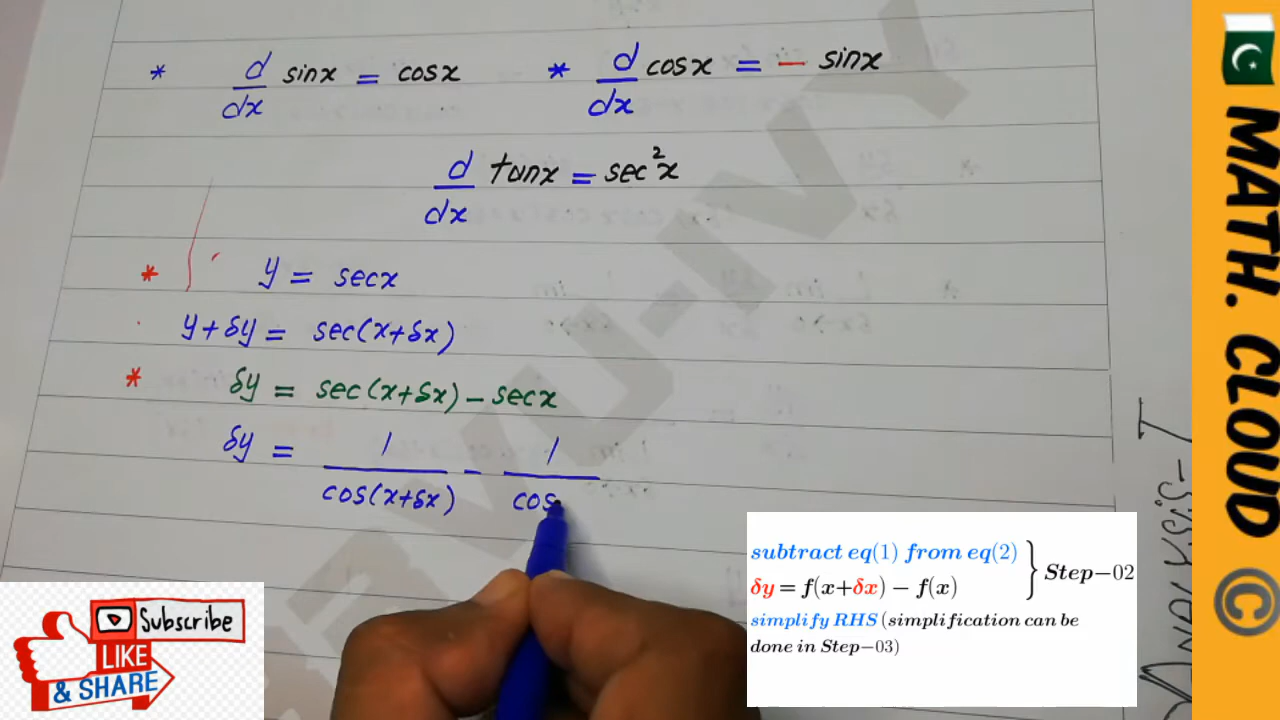 * d/dx sinx = cosx * d/dx cosx = - sinx
d/dx tanx = sec²x
* y = secx
y + δy = sec(x+δx)
* δy = sec(x+δx) - secx
δy = 1/cos(x+δx) - 1/cos
subtract eq(1) from eq(2)
δy = f(x+δx) - f(x) } Step-02
simplify RHS (simplification can be
done in Step-03)
Subscribe
LIKE
& SHARE
MATH. CLOUD ©